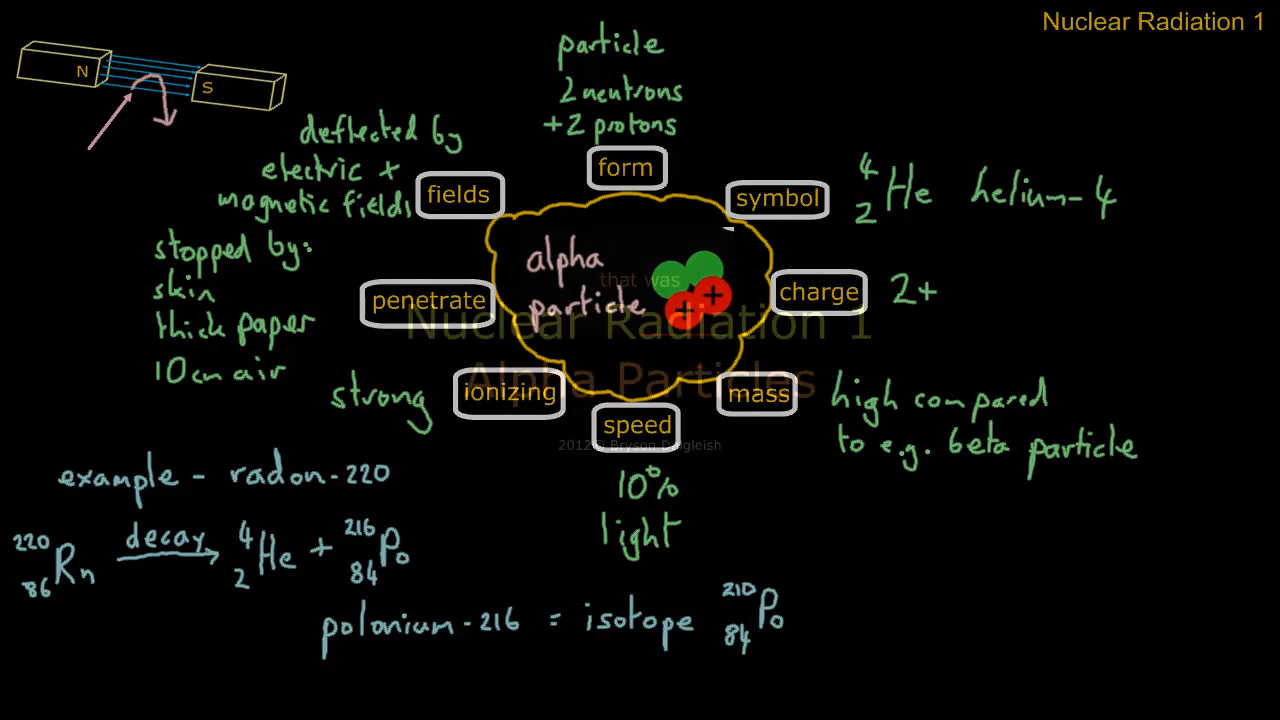 Nuclear Radiation 1
N
S
particle
2 neutrons
+ 2 protons
form
deflected by
electric +
magnetic fields
fields
symbol
4
2 He helium-4
stopped by:
skin
thick paper
10cm air
penetrate
alpha
particle
+
+
charge
2+
that was
Nuclear Radiation 1
Alpha Particles
2012© Bryson Dalgleish
strong
ionizing
mass
high compared
to e.g. beta particle
speed
10%
light
example - radon-220
220
86 Rn decay 4
2 He + 216
84 Po
polonium-216 = isotope 210
84 Po